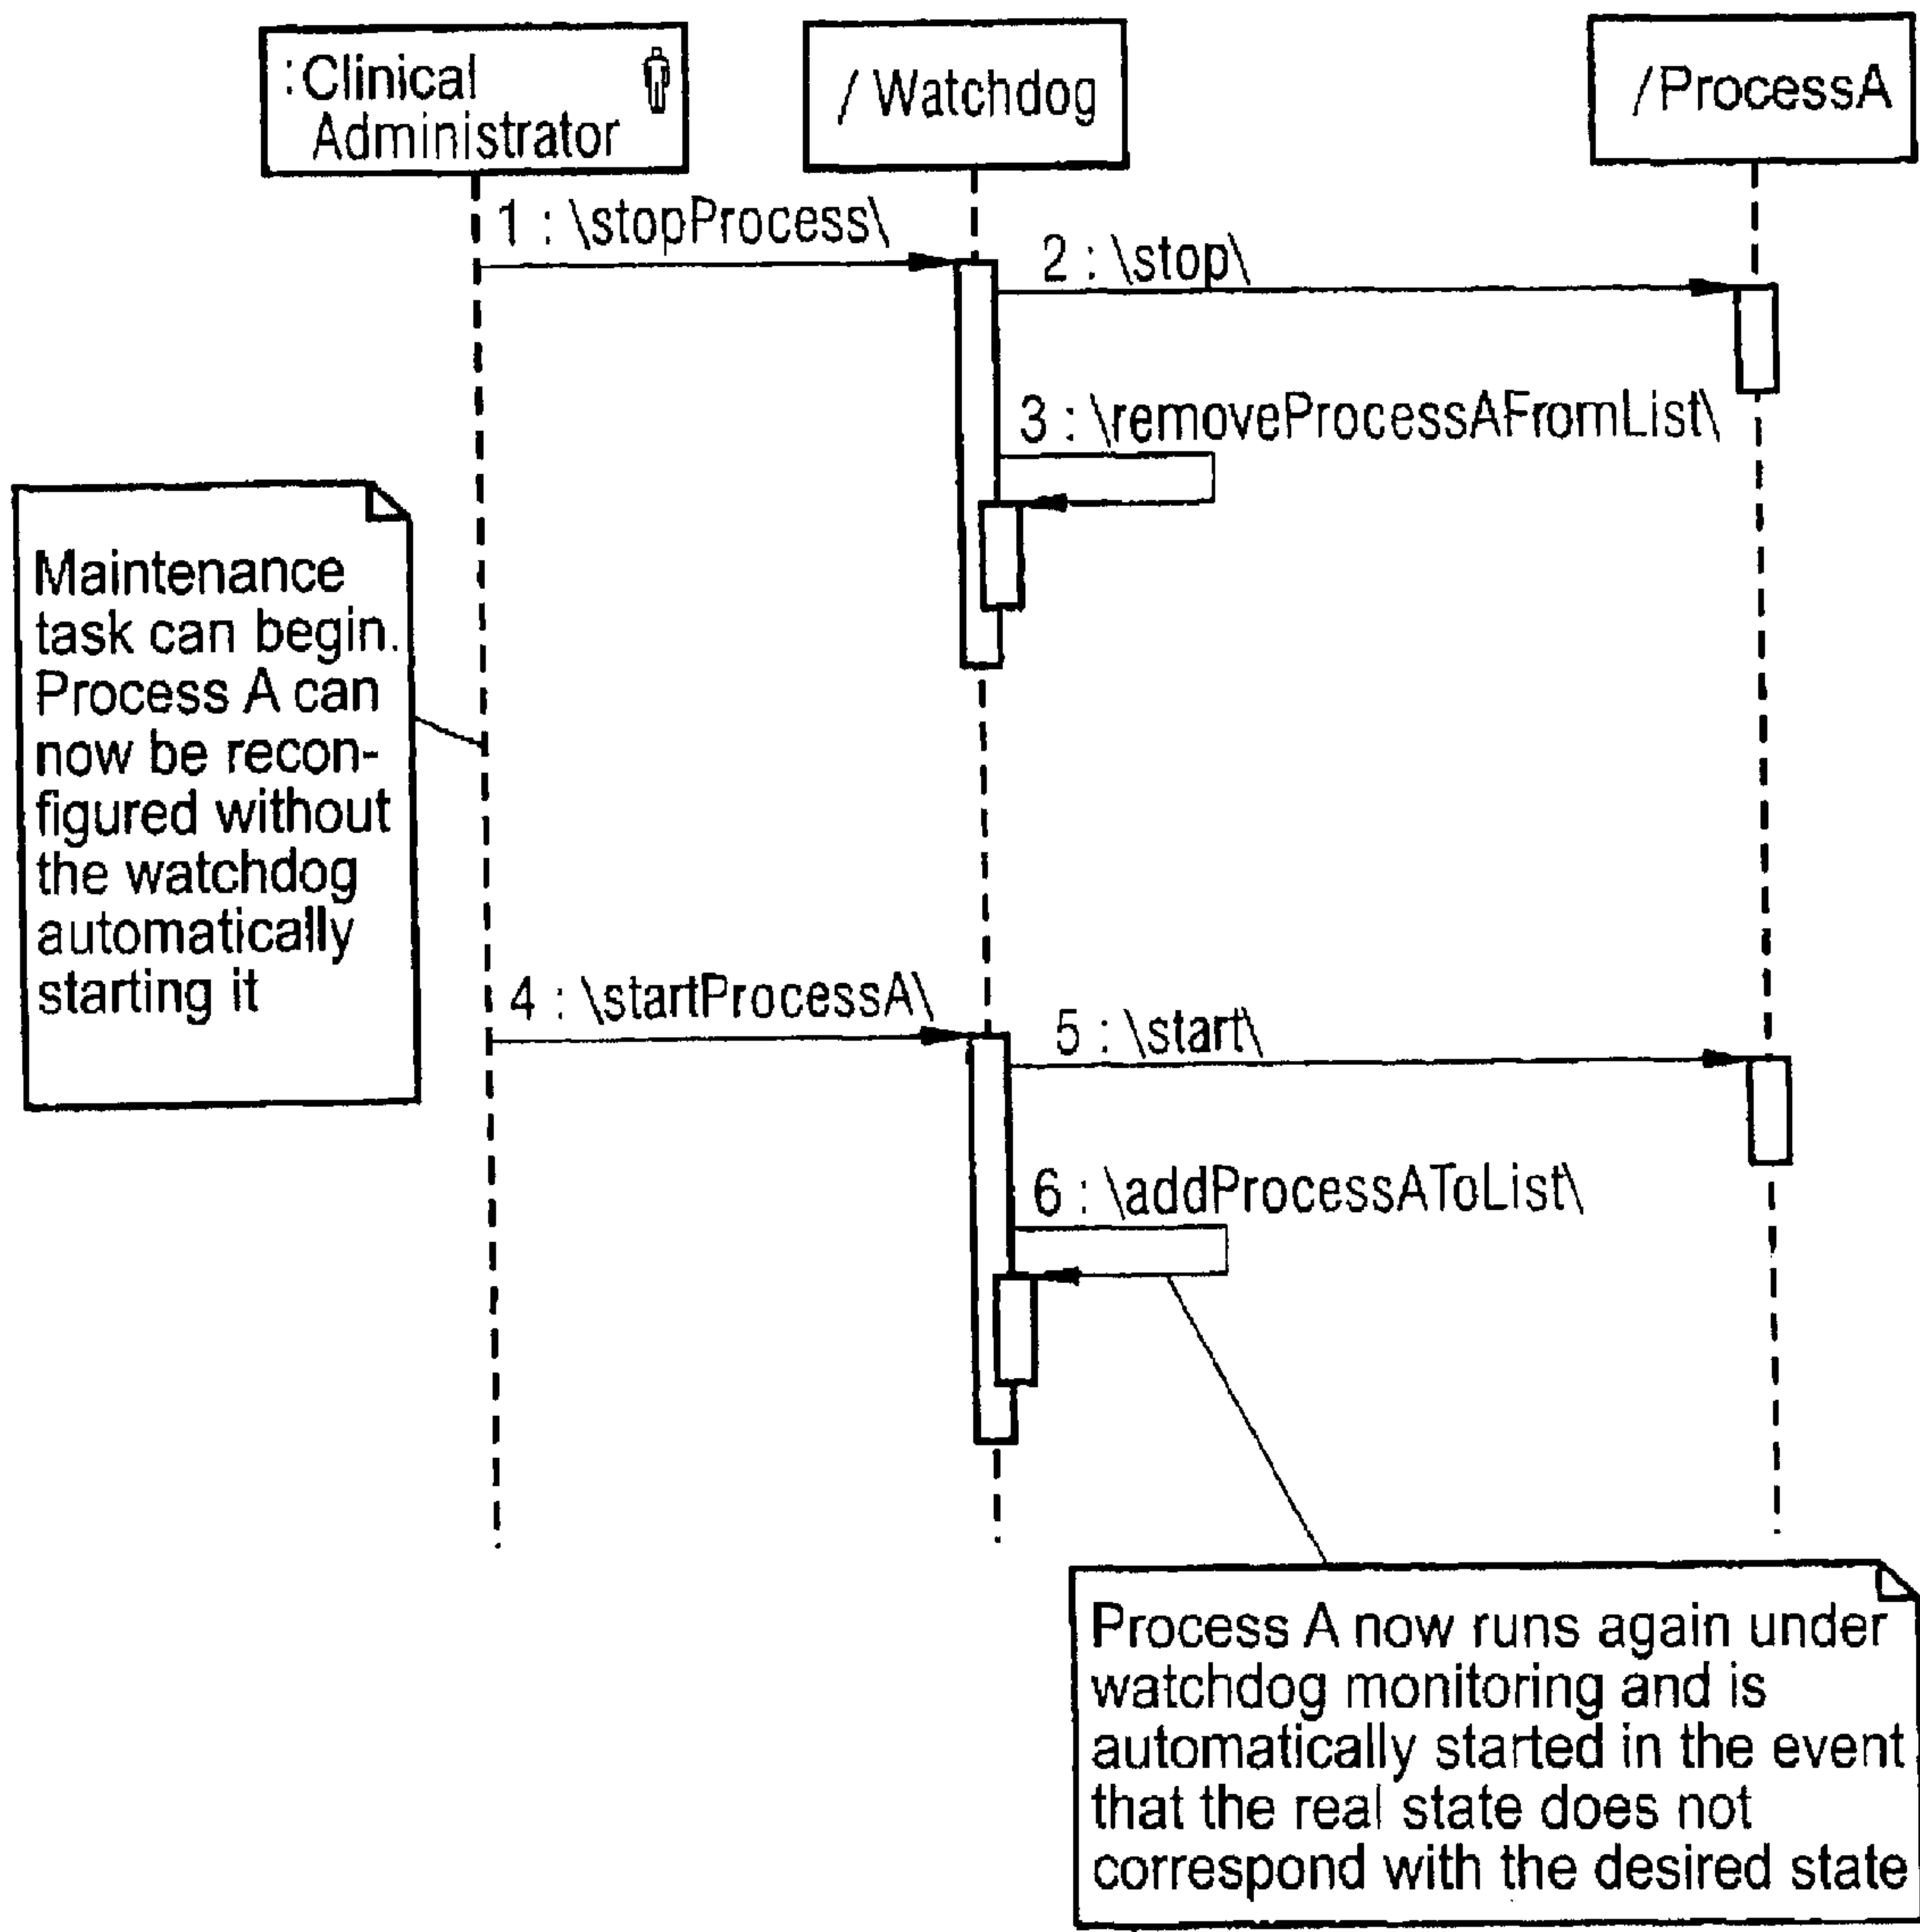 :Clinical
Administrator
/Watchdog
/ProcessA
1 : \stopProcess\
2 : \stop\
3 : \removeProcessAFromList\
Maintenance
task can begin.
Process A can
now be recon-
figured without
the watchdog
automatically
starting it
4 : \startProcessA\
5 : \start\
6 : \addProcessAToList\
Process A now runs again under
watchdog monitoring and is
automatically started in the event
that the real state does not
correspond with the desired state